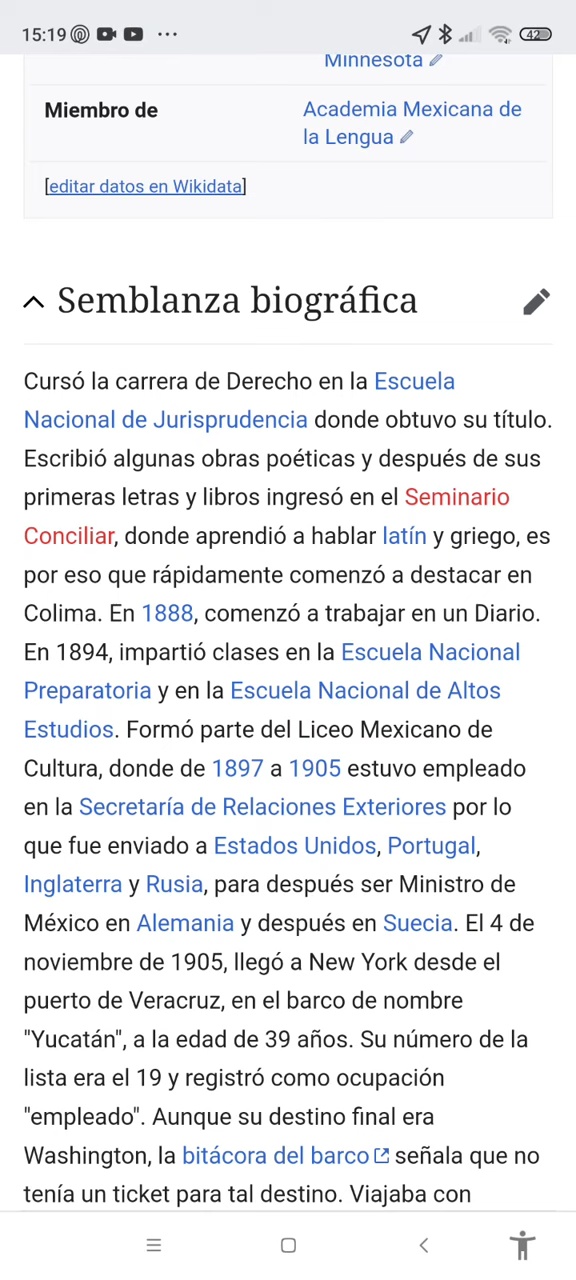 15:19
42
Minnesota
Miembro de
Academia Mexicana de
la Lengua
[editar datos en Wikidata]
Semblanza biográfica
Cursó la carrera de Derecho en la Escuela
Nacional de Jurisprudencia donde obtuvo su título.
Escribió algunas obras poéticas y después de sus
primeras letras y libros ingresó en el Seminario
Conciliar, donde aprendió a hablar latín y griego, es
por eso que rápidamente comenzó a destacar en
Colima. En 1888, comenzó a trabajar en un Diario.
En 1894, impartió clases en la Escuela Nacional
Preparatoria y en la Escuela Nacional de Altos
Estudios. Formó parte del Liceo Mexicano de
Cultura, donde de 1897 a 1905 estuvo empleado
en la Secretaría de Relaciones Exteriores por lo
que fue enviado a Estados Unidos, Portugal,
Inglaterra y Rusia, para después ser Ministro de
México en Alemania y después en Suecia. El 4 de
noviembre de 1905, llegó a New York desde el
puerto de Veracruz, en el barco de nombre
"Yucatán", a la edad de 39 años. Su número de la
lista era el 19 y registró como ocupación
"empleado". Aunque su destino final era
Washington, la bitácora del barco señala que no
tenía un ticket para tal destino. Viajaba con